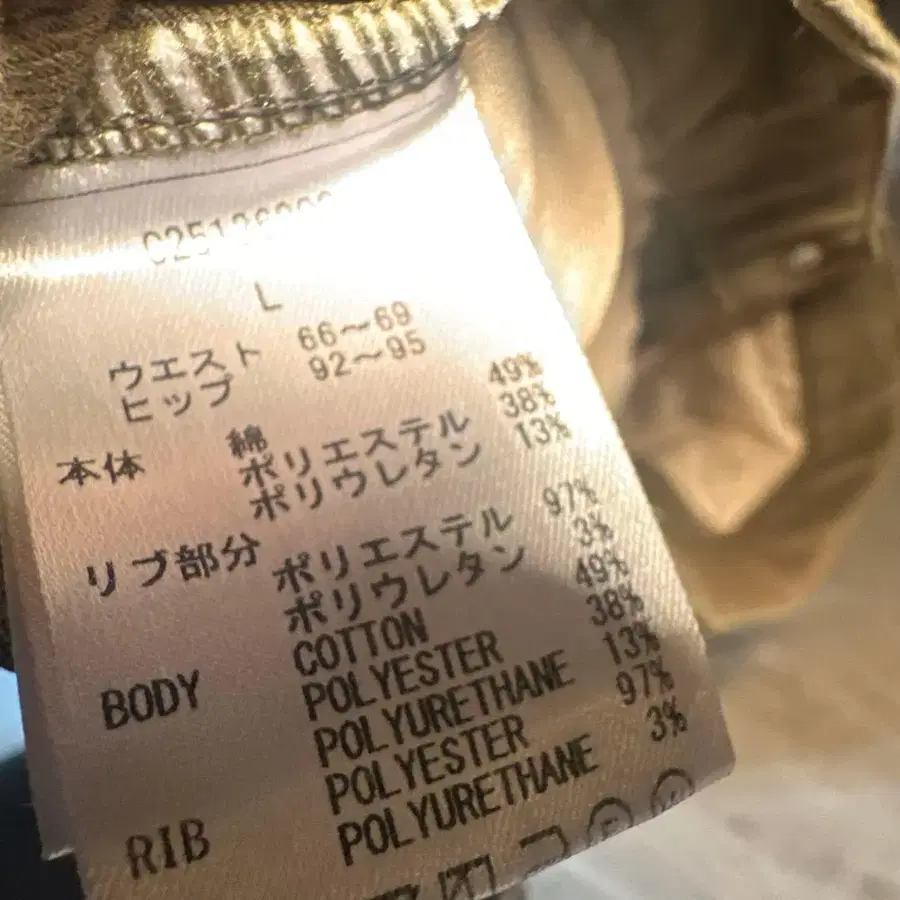 L
ウエスト 66～69
ヒップ 92～95
本体 綿 49%
ポリエステル 38%
ポリウレタン 13%
リブ部分 ポリエステル 97%
ポリウレタン 3%
BODY COTTON 49%
POLYESTER 38%
POLYURETHANE 13%
RIB POLYESTER 97%
POLYURETHANE 3%